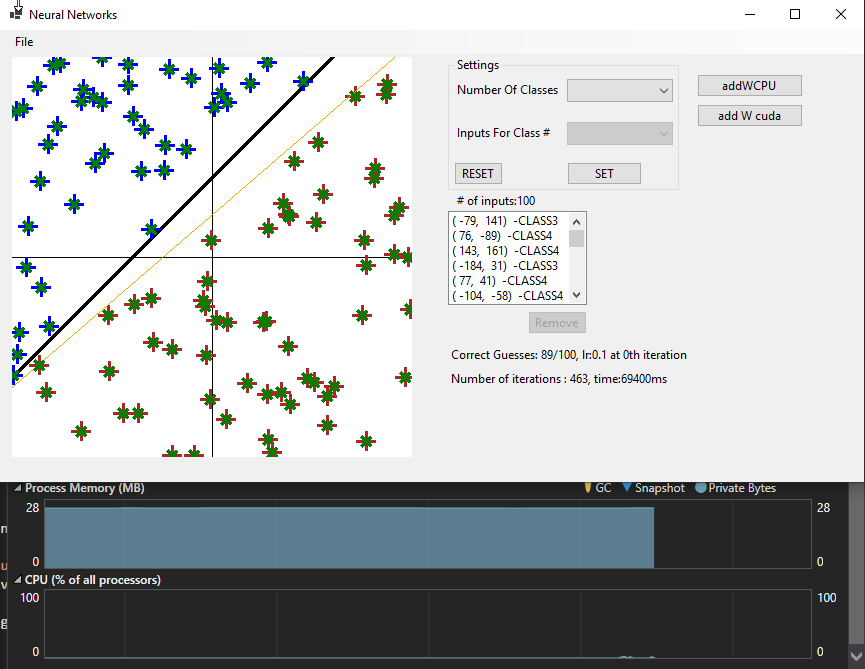 Neural Networks
File
Settings
Number Of Classes
Inputs For Class #
RESET
SET
addWCPU
add W cuda
# of inputs:100
( -79, 141) -CLASS3
( 76, -89) -CLASS4
( 143, 161) -CLASS4
( -184, 31) -CLASS3
( 77, 41) -CLASS4
( -104, -58) -CLASS4
Remove
Correct Guesses: 89/100, lr:0.1 at 0th iteration
Number of iterations : 463, time:69400ms
Process Memory (MB)
GC
Snapshot
Private Bytes
28
28
0
0
CPU (% of all processors)
100
100
0
0